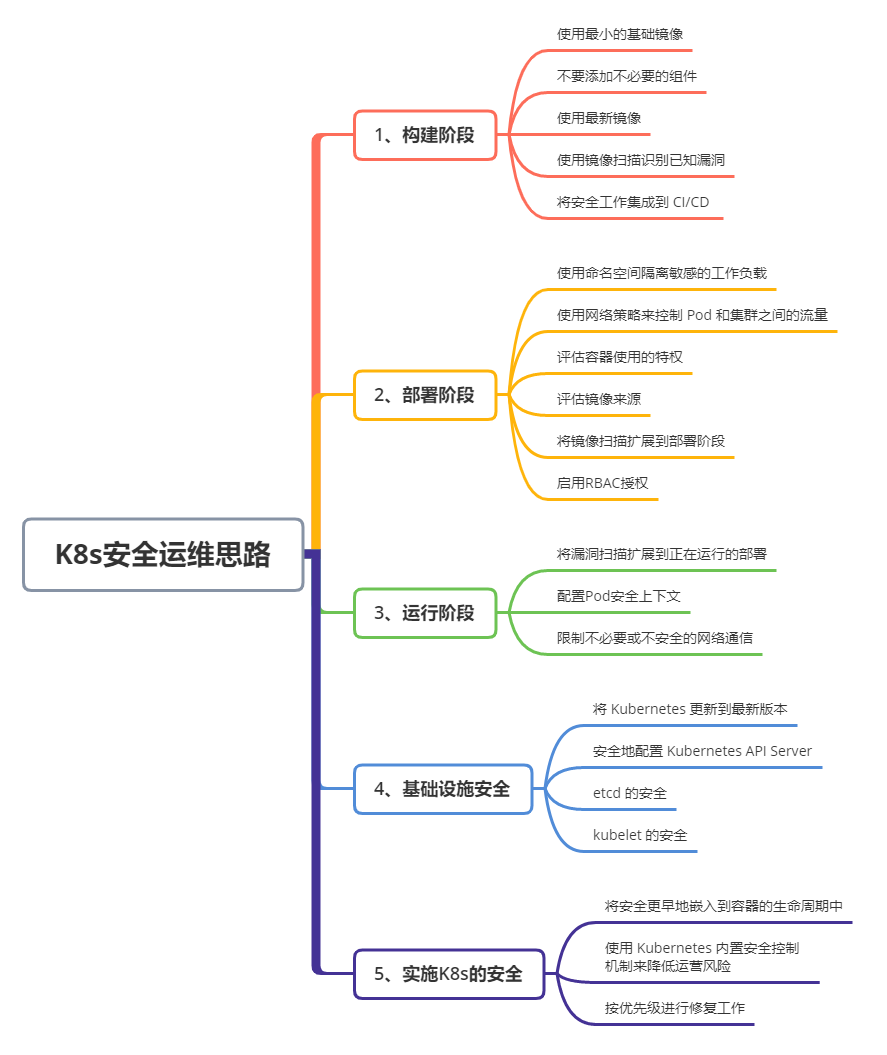 K8s安全运维思路
1、构建阶段
使用最小的基础镜像
不要添加不必要的组件
使用最新镜像
使用镜像扫描识别已知漏洞
将安全工作集成到 CI/CD
2、部署阶段
使用命名空间隔离敏感的工作负载
使用网络策略来控制 Pod 和集群之间的流量
评估容器使用的特权
评估镜像来源
将镜像扫描扩展到部署阶段
启用RBAC授权
3、运行阶段
将漏洞扫描扩展到正在运行的部署
配置Pod安全上下文
限制不必要或不安全的网络通信
4、基础设施安全
将 Kubernetes 更新到最新版本
安全地配置 Kubernetes API Server
etcd 的安全
kubelet 的安全
5、实施K8s的安全
将安全更早地嵌入到容器的生命周期中
使用 Kubernetes 内置安全控制
机制来降低运营风险
按优先级进行修复工作